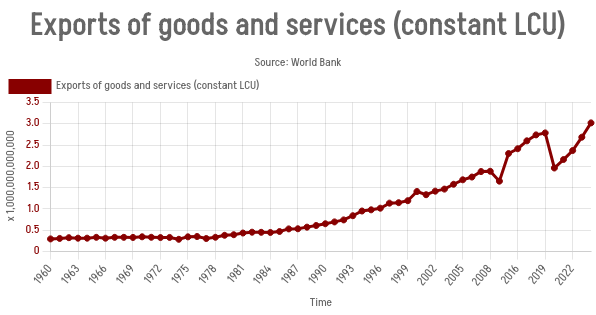 Exports of goods and services (constant LCU)
Source: World Bank
Exports of goods and services (constant LCU)
3.5
3.0
2.5
2.0
1.5
1.0
0.5
0
x 1,000,000,000,000
1960 1963 1966 1969 1972 1975 1978 1981 1984 1987 1990 1993 1996 1999 2002 2005 2008 2016 2019 2022
Time